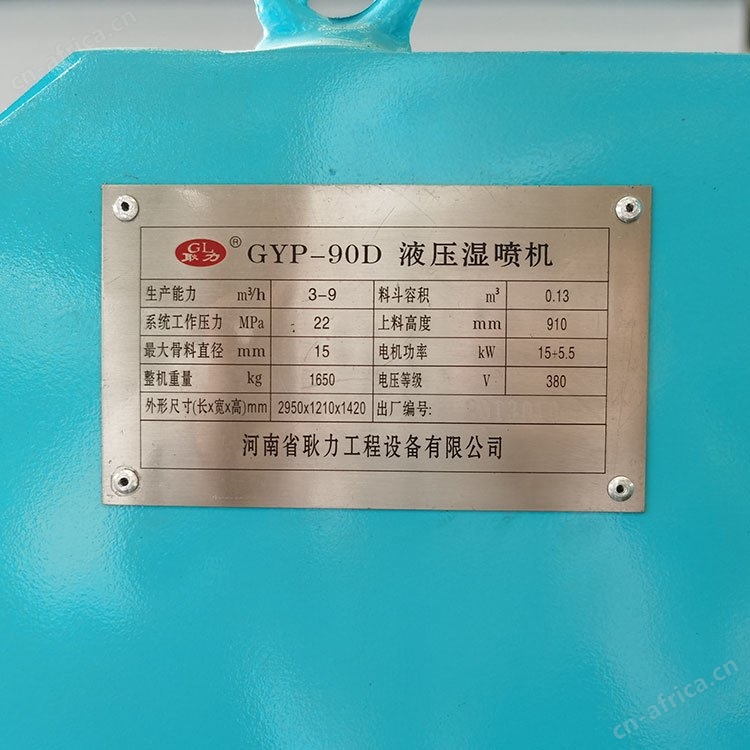 GL 耿力 ® GYP-90D 液压湿喷机
生产能力 m³/h 3-9 料斗容积 m³ 0.13
系统工作压力 MPa 22 上料高度 mm 910
最大骨料直径 mm 15 电机功率 kW 15+5.5
整机重量 kg 1650 电压等级 V 380
外形尺寸(长x宽x高)mm 2950x1210x1420 出厂编号:
河南省耿力工程设备有限公司
cn-africa.cn
cn-africa.cn